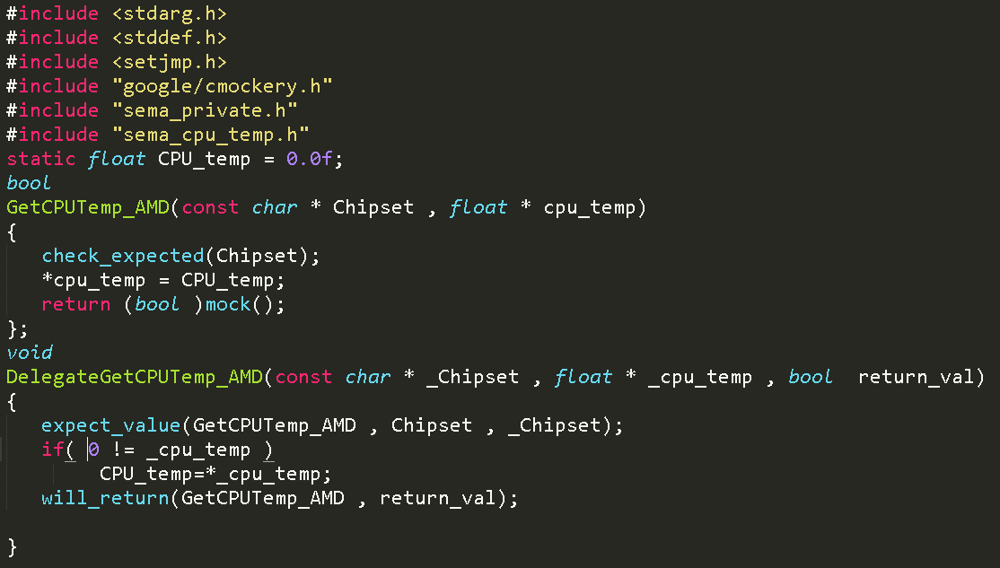 #include <stdarg.h>
#include <stddef.h>
#include <setjmp.h>
#include "google/cmockery.h"
#include "sema_private.h"
#include "sema_cpu_temp.h"
static float CPU_temp = 0.0f;
bool
GetCPUTemp_AMD(const char * Chipset , float * cpu_temp)
{
   check_expected(Chipset);
   *cpu_temp = CPU_temp;
   return (bool )mock();
};
void
DelegateGetCPUTemp_AMD(const char * _Chipset , float * _cpu_temp , bool  return_val)
{
   expect_value(GetCPUTemp_AMD , Chipset , _Chipset);
   if( 0 != _cpu_temp )
        CPU_temp=*_cpu_temp;
   will_return(GetCPUTemp_AMD , return_val);

}